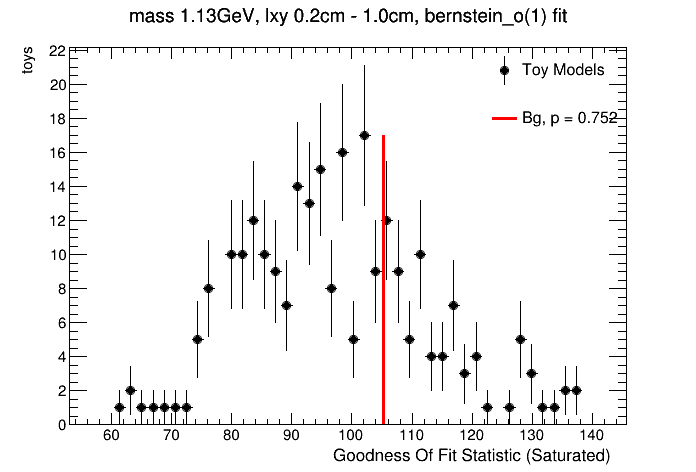 mass 1.13GeV, lxy 0.2cm - 1.0cm, bernstein_o(1) fit
toys
22
20
18
16
14
12
10
8
6
4
2
0
Toy Models
Bg, p = 0.752
60 70 80 90 100 110 120 130 140
Goodness Of Fit Statistic (Saturated)